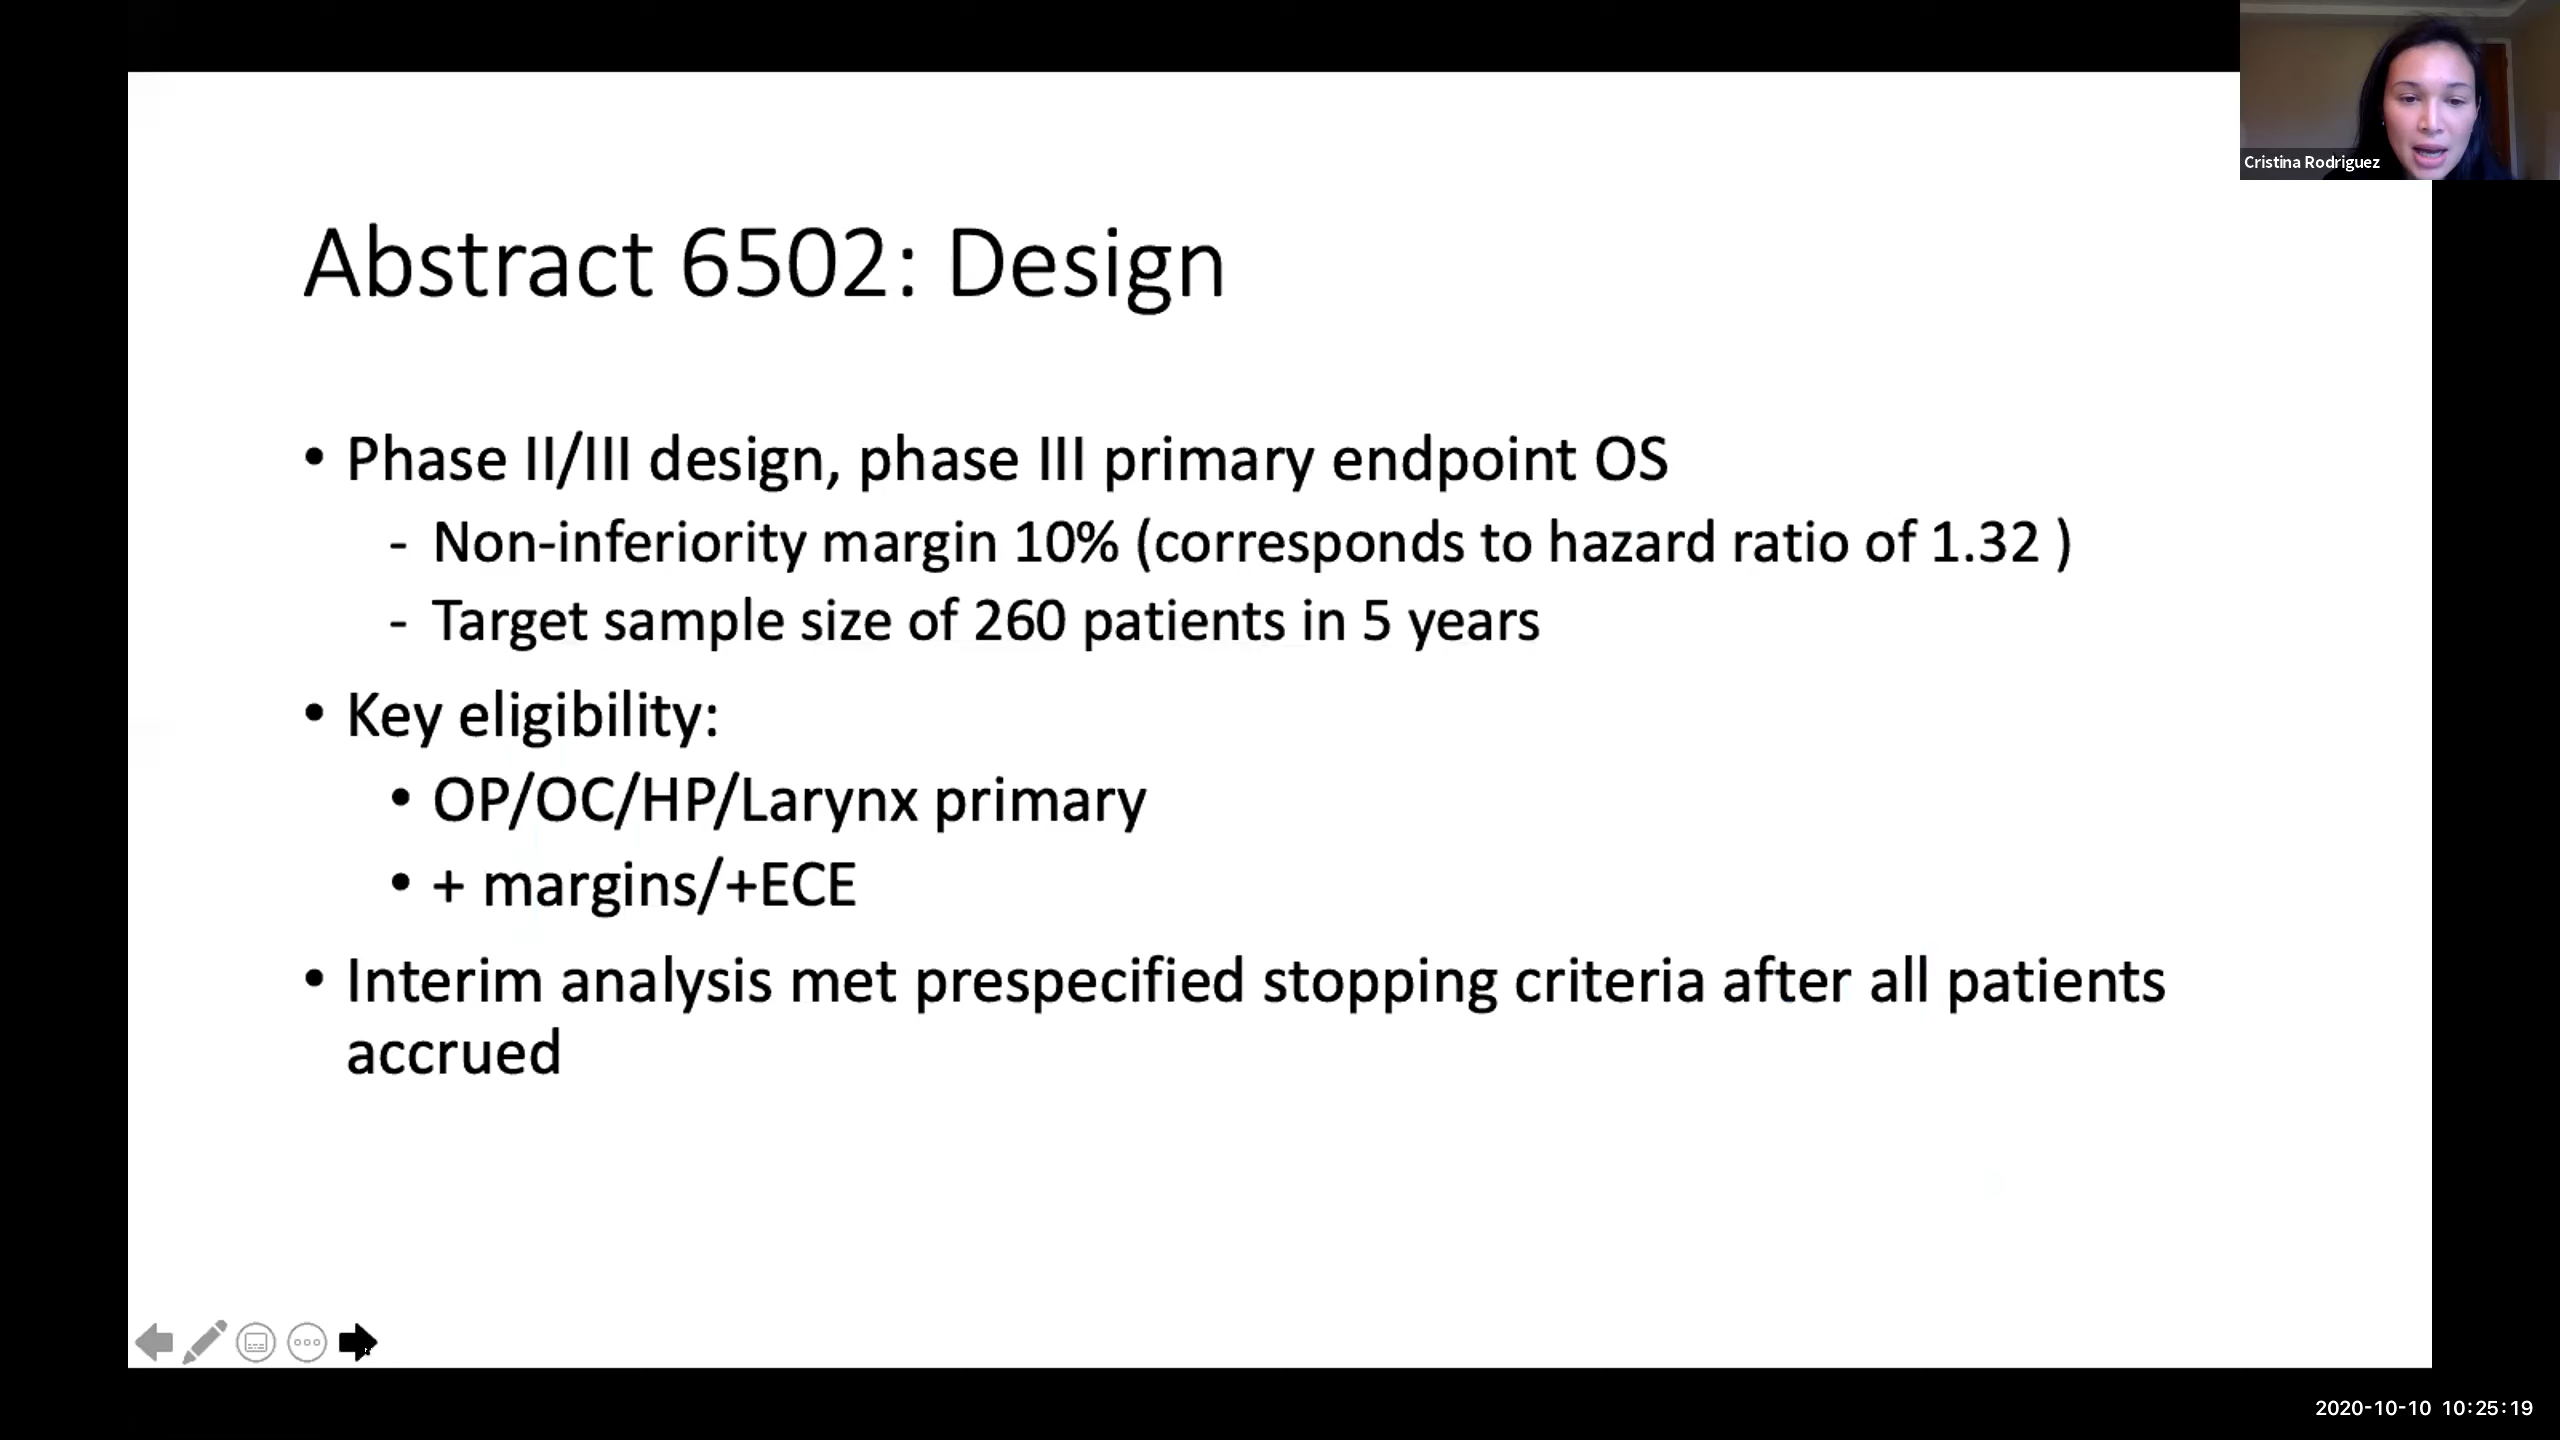 Cristina Rodriguez
Abstract 6502: Design
• Phase II/III design, phase III primary endpoint OS
- Non-inferiority margin 10% (corresponds to hazard ratio of 1.32 )
- Target sample size of 260 patients in 5 years
• Key eligibility:
• OP/OC/HP/Larynx primary
• + margins/+ECE
• Interim analysis met prespecified stopping criteria after all patients
accrued
2020-10-10 10:25:19